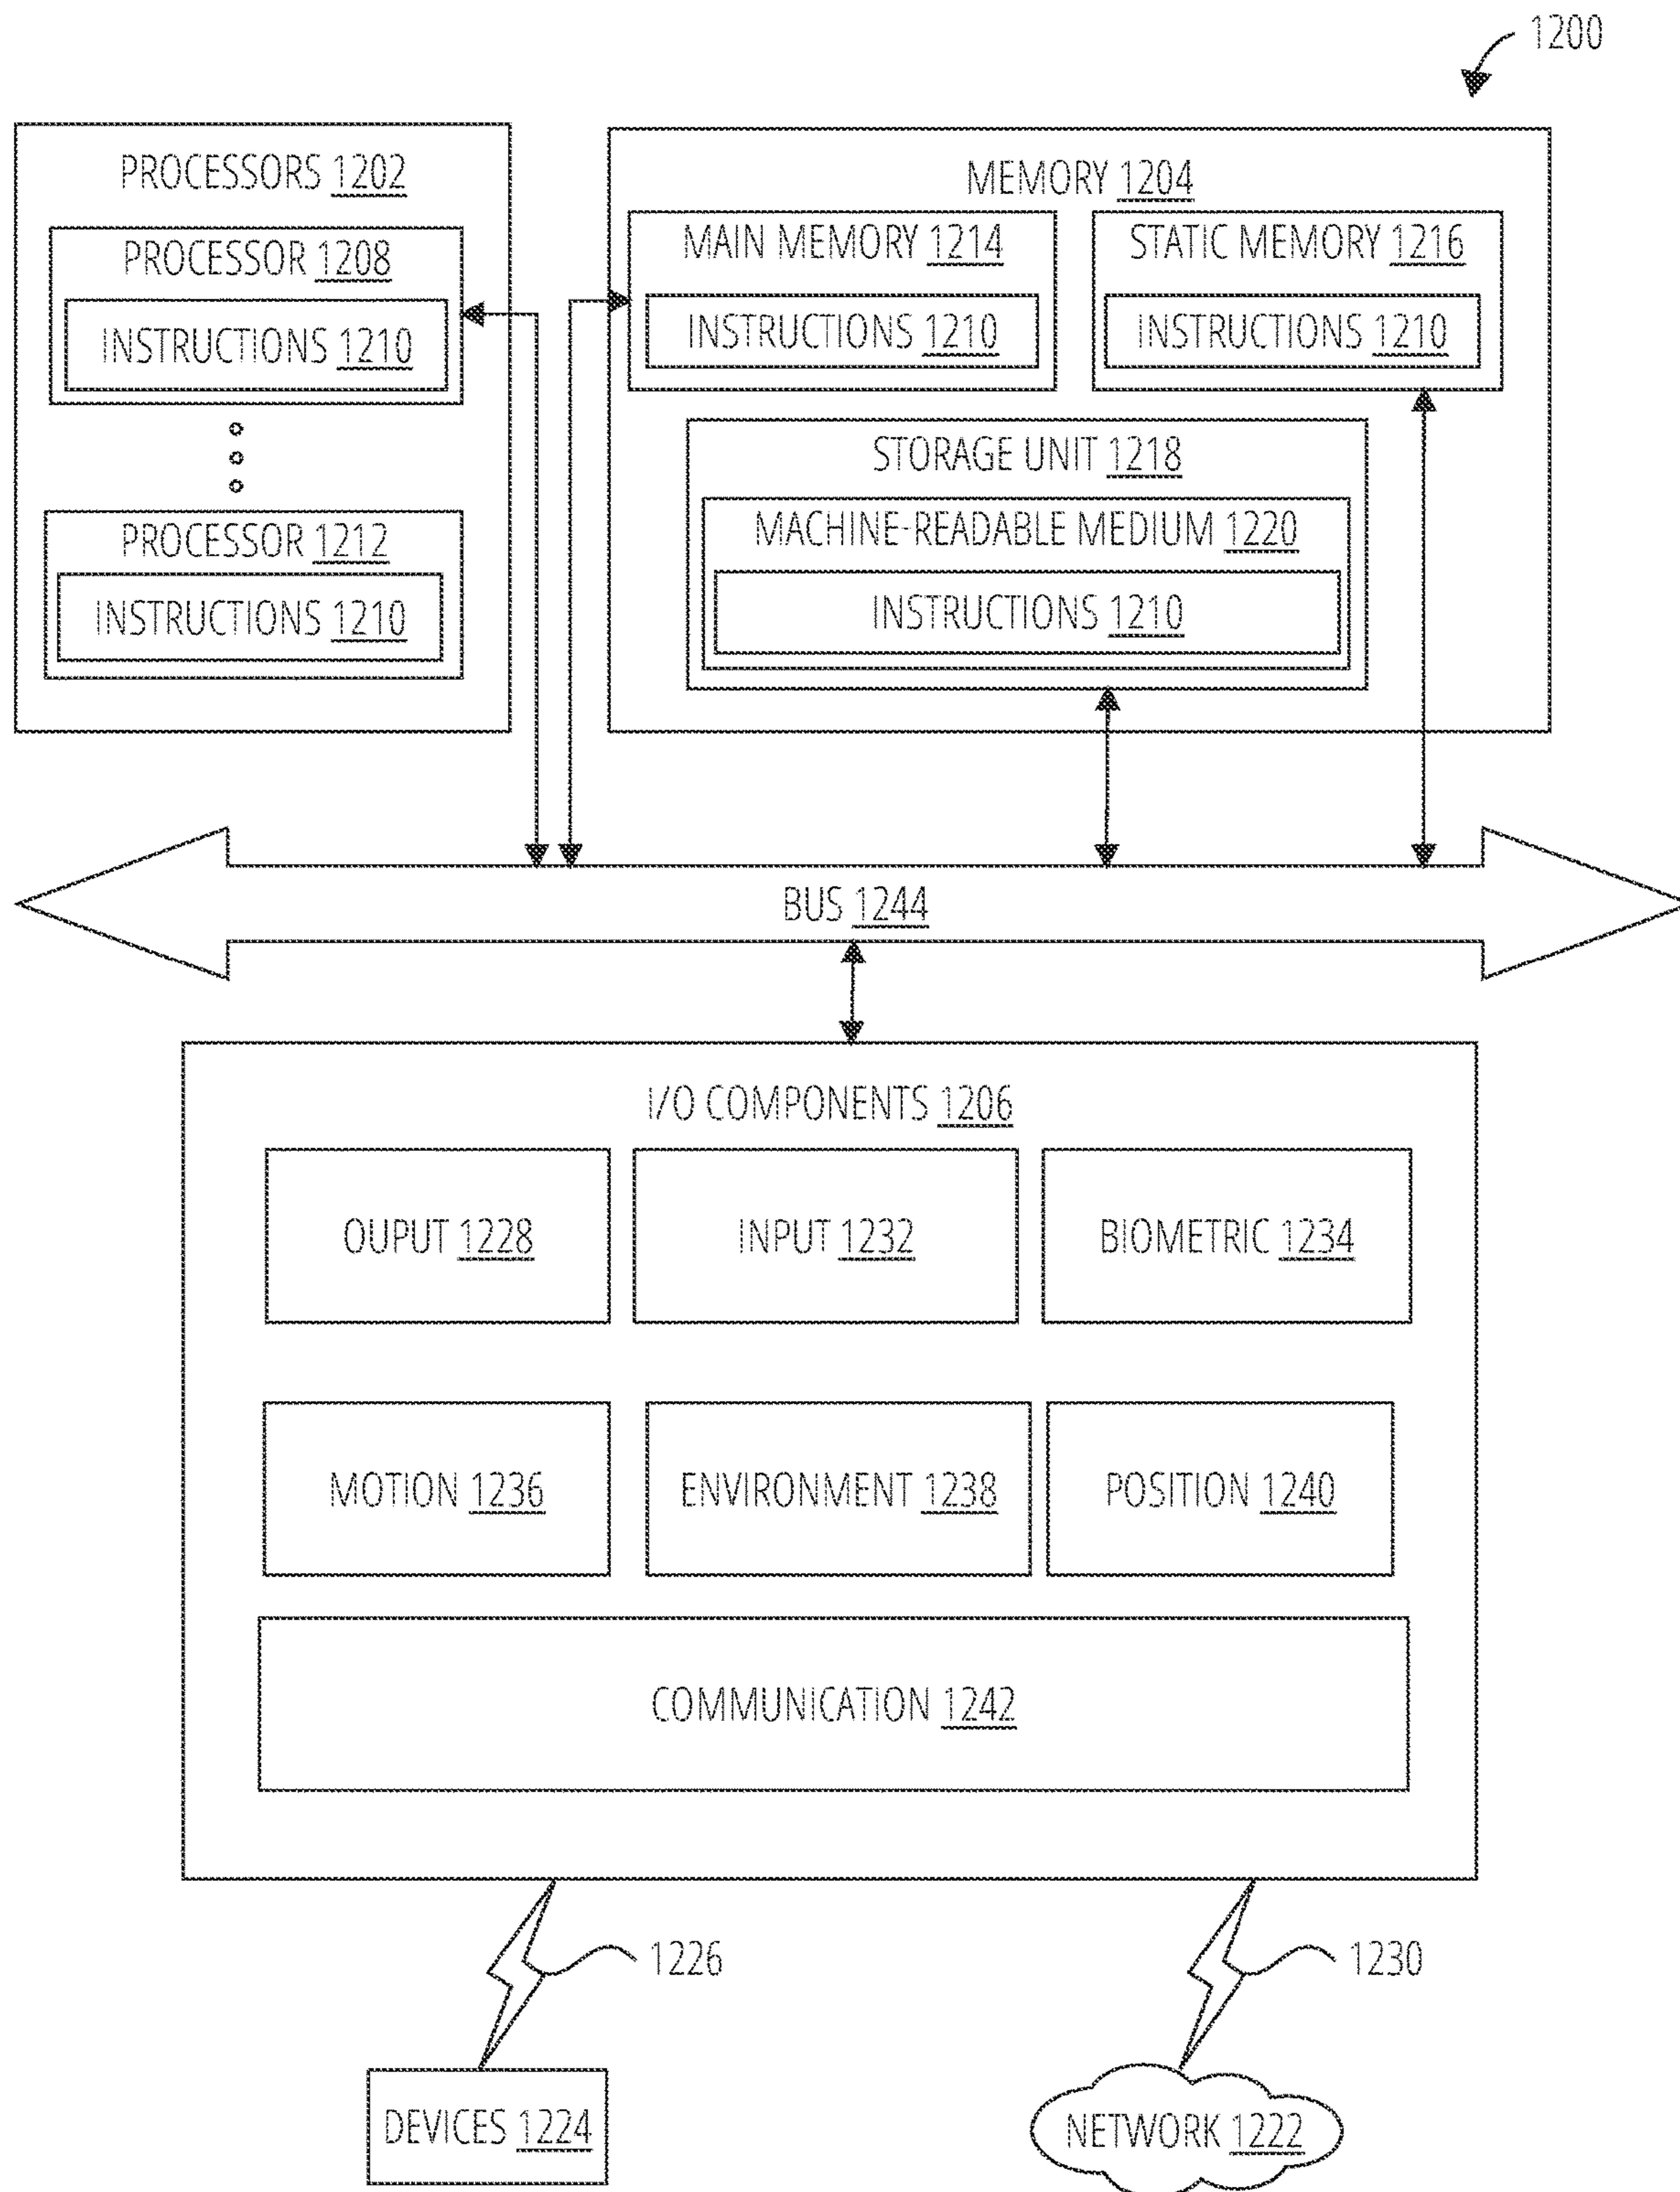 1200
PROCESSORS 1202
PROCESSOR 1208
INSTRUCTIONS 1210
PROCESSOR 1212
INSTRUCTIONS 1210
MEMORY 1204
MAIN MEMORY 1214
INSTRUCTIONS 1210
STATIC MEMORY 1216
INSTRUCTIONS 1210
STORAGE UNIT 1218
MACHINE-READABLE MEDIUM 1220
INSTRUCTIONS 1210
BUS 1244
I/O COMPONENTS 1206
OUPUT 1228
INPUT 1232
BIOMETRIC 1234
MOTION 1236
ENVIRONMENT 1238
POSITION 1240
COMMUNICATION 1242
1226
1230
DEVICES 1224
NETWORK 1222